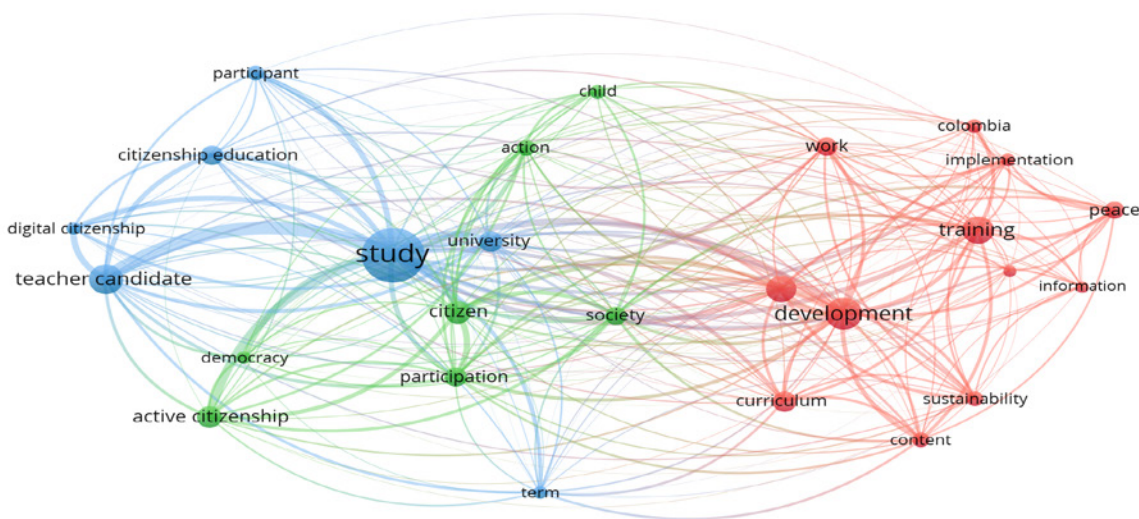 participant
child
colombia
work
action
citizenship education
implementation
peace
digital citizenship
training
university
study
teacher candidate
information
citizen
development
society
democracy
participation
curriculum
sustainability
active citizenship
content
term